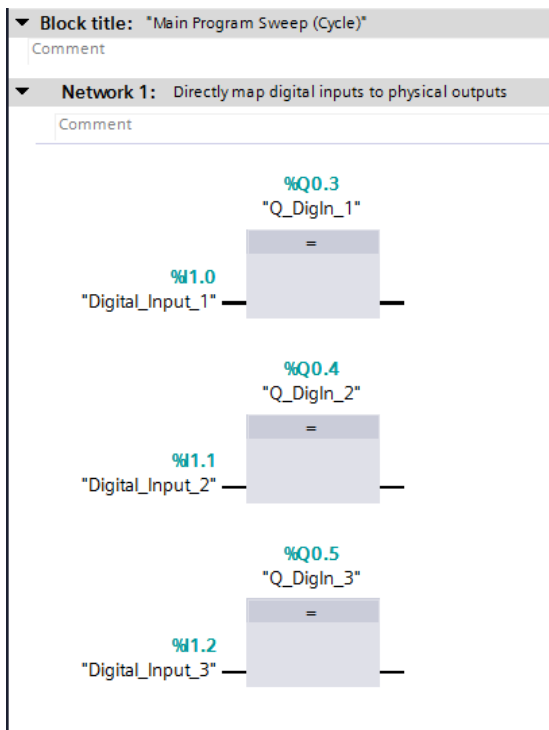 Block title: "Main Program Sweep (Cycle)"
Comment
Network 1: Directly map digital inputs to physical outputs
Comment
%Q0.3
"Q_DigIn_1"
=
%I1.0
"Digital_Input_1"
%Q0.4
"Q_DigIn_2"
=
%I1.1
"Digital_Input_2"
%Q0.5
"Q_DigIn_3"
=
%I1.2
"Digital_Input_3"